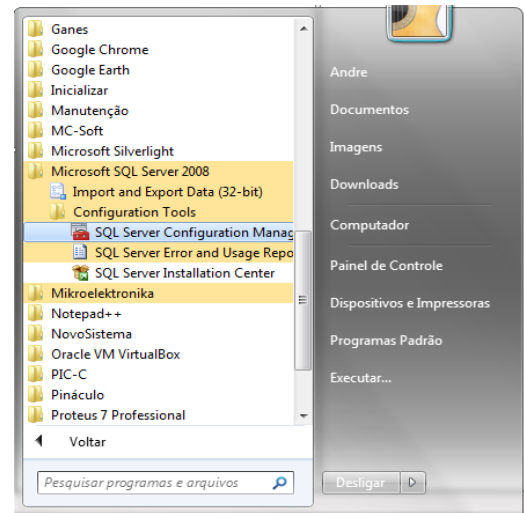 Ganes
Google Chrome
Google Earth
Inicializar
Manutenção
MC-Soft
Microsoft Silverlight
Microsoft SQL Server 2008
Import and Export Data (32-bit)
Configuration Tools
SQL Server Configuration Manag
SQL Server Error and Usage Repo
SQL Server Installation Center
Mikroelektronika
Notepad++
NovoSistema
Oracle VM VirtualBox
PIC-C
Pináculo
Proteus 7 Professional
Voltar
Pesquisar programas e arquivos
Andre
Documentos
Imagens
Downloads
Computador
Painel de Controle
Dispositivos e Impressoras
Programas Padrão
Executar...
Desligar